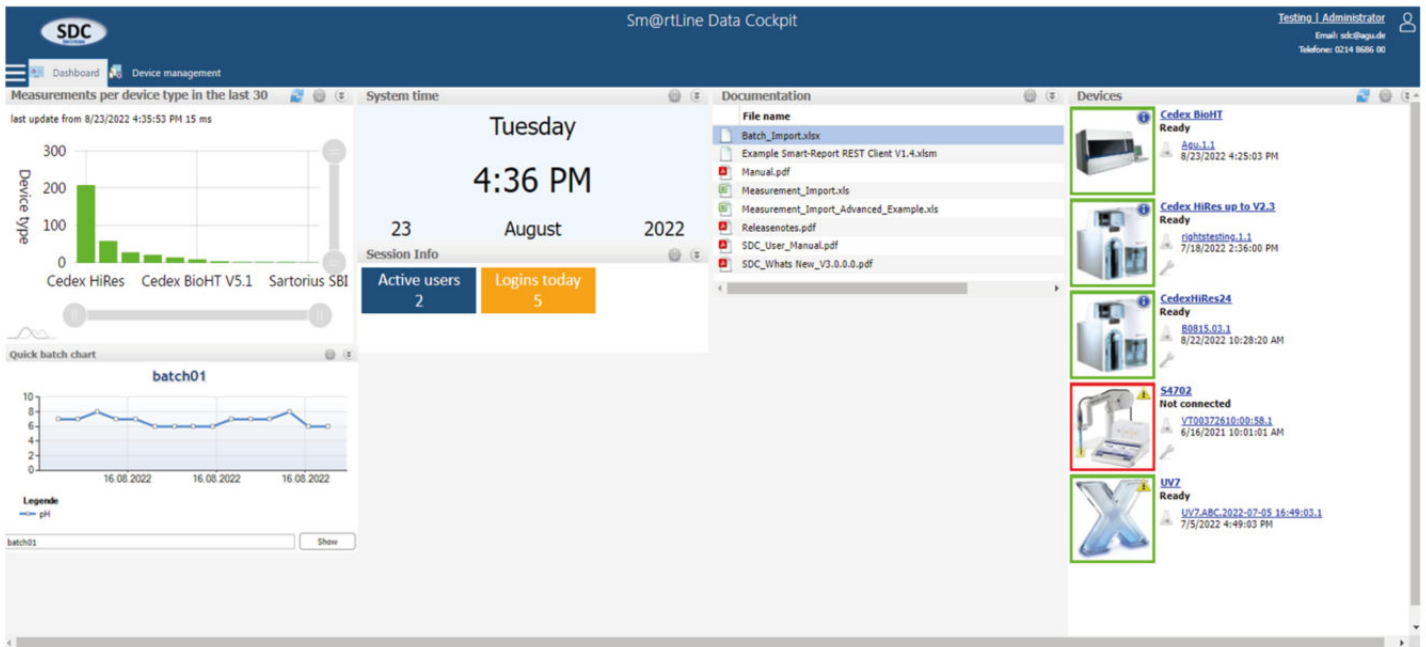 Sm@rtLine Data Cockpit
SDC
Testing | Administrator
Email: sdc@agu.de
Telefone: 0214 8686 00
Dashboard
Device management
Measurements per device type in the last 30
last update from 8/23/2022 4:35:53 PM 15 ms
300
200
100
0
Device type
Cedex HiRes
Cedex BioHT V5.1
Sartorius SBI
Quick batch chart
batch01
10
8
6
4
2
0
16.08.2022
16.08.2022
16.08.2022
Legende
pH
batch01
Show
System time
Tuesday
4:36 PM
23 August 2022
Session Info
Active users
2
Logins today
5
Documentation
File name
Batch_Import.xlsx
Example Smart-Report REST Client V1.4.xlsm
Manual.pdf
Measurement_Import.xls
Measurement_Import_Advanced_Example.xls
Releasenotes.pdf
SDC_User_Manual.pdf
SDC_Whats New_V3.0.0.0.pdf
Devices
Cedex BioHT
Ready
Agu.1.1
8/23/2022 4:25:03 PM
Cedex HiRes up to V2.3
Ready
rightstesting.1.1
7/18/2022 2:36:00 PM
CedexHiRes24
Ready
B0815.03.1
8/22/2022 10:28:20 AM
S4702
Not connected
VT00372610:00:58.1
6/16/2021 10:01:01 AM
UV7
Ready
UV7.ABC.2022-07-05 16:49:03.1
7/5/2022 4:49:03 PM